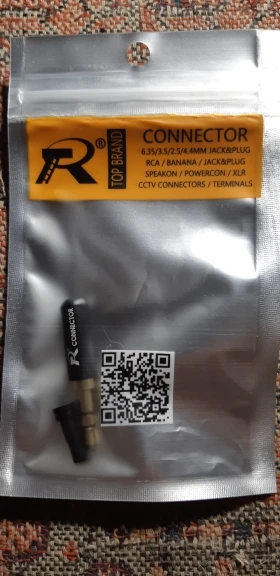 R®
TOP BRAND
CONNECTOR
6.35/3.5/2.5/4.4MM JACK&PLUG
RCA / BANANA / JACK&PLUG
SPEAKON / POWERCON / XLR
CCTV CONNECTORS / TERMINALS
R CONNECTOR